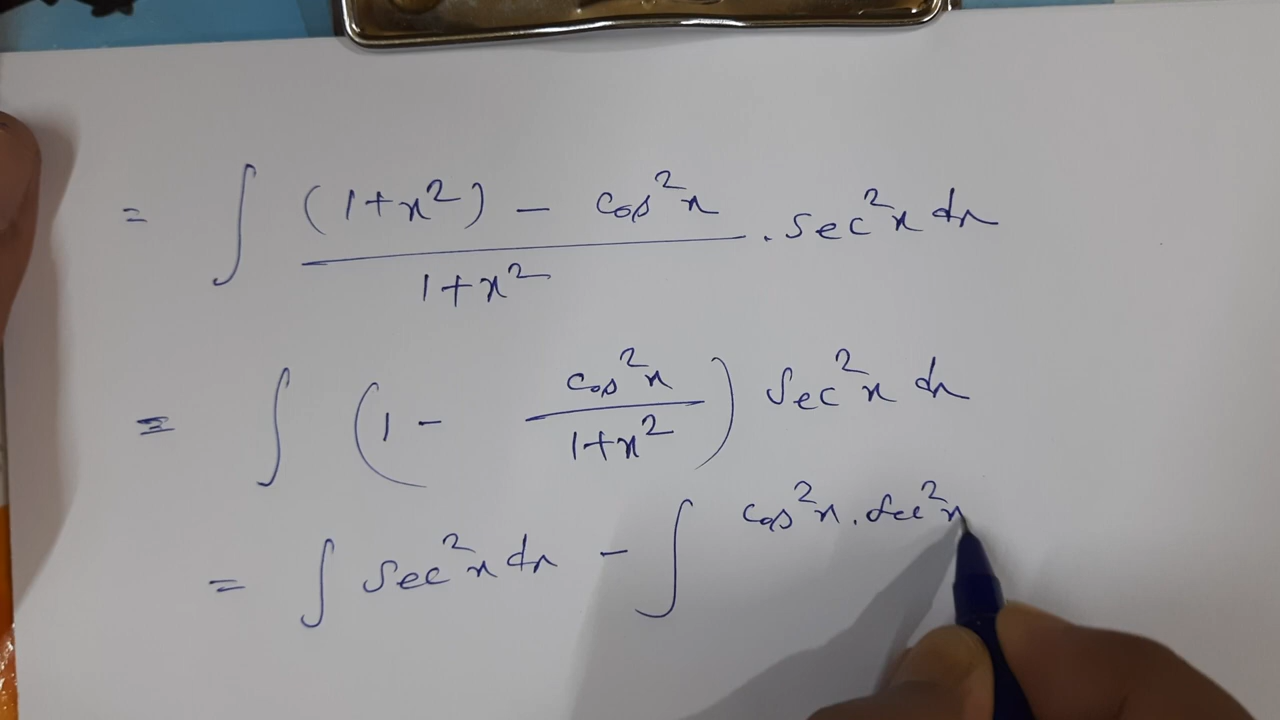 = ∫ ((1+x²) - cos²x)/(1+x²) . sec²x dx
= ∫ (1 - cos²x/(1+x²)) sec²x dx
= ∫ sec²x dx - ∫ cos²x . sec²x